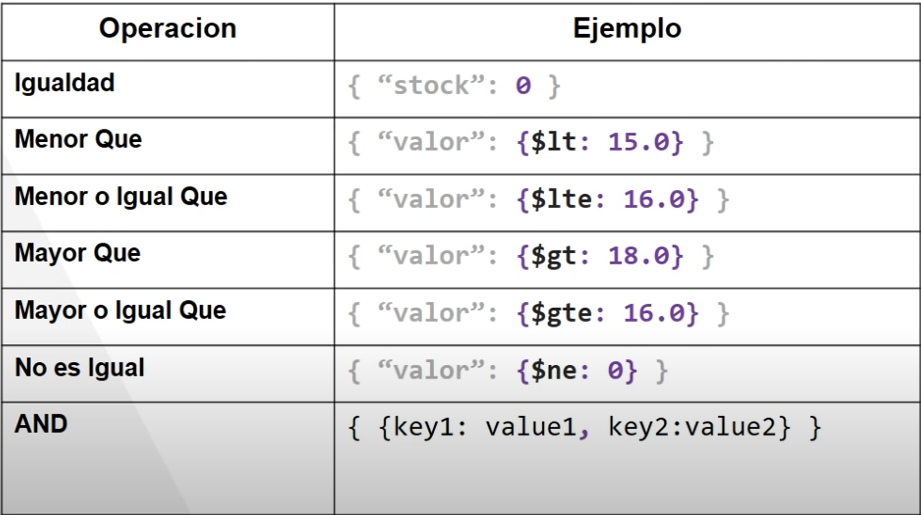 Operacion Ejemplo
Igualdad { “stock”: 0 }
Menor Que { “valor”: {$lt: 15.0} }
Menor o Igual Que { “valor”: {$lte: 16.0} }
Mayor Que { “valor”: {$gt: 18.0} }
Mayor o Igual Que { “valor”: {$gte: 16.0} }
No es Igual { “valor”: {$ne: 0} }
AND { {key1: value1, key2:value2} }